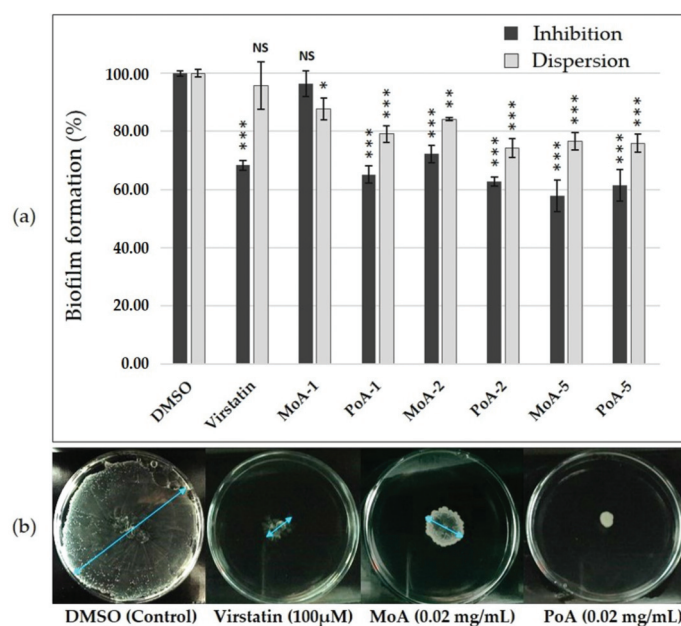 (a)
Biofilm formation (%)
100.00
80.00
60.00
40.00
20.00
0.00
Inhibition
Dispersion
***
NS
NS
*
***
***
***
**
***
***
***
***
***
***
DMSO
Virstatin
MoA-1
PoA-1
MoA-2
PoA-2
MoA-5
PoA-5
(b)
DMSO (Control)
Virstatin (100µM)
MoA (0.02 mg/mL)
PoA (0.02 mg/mL)